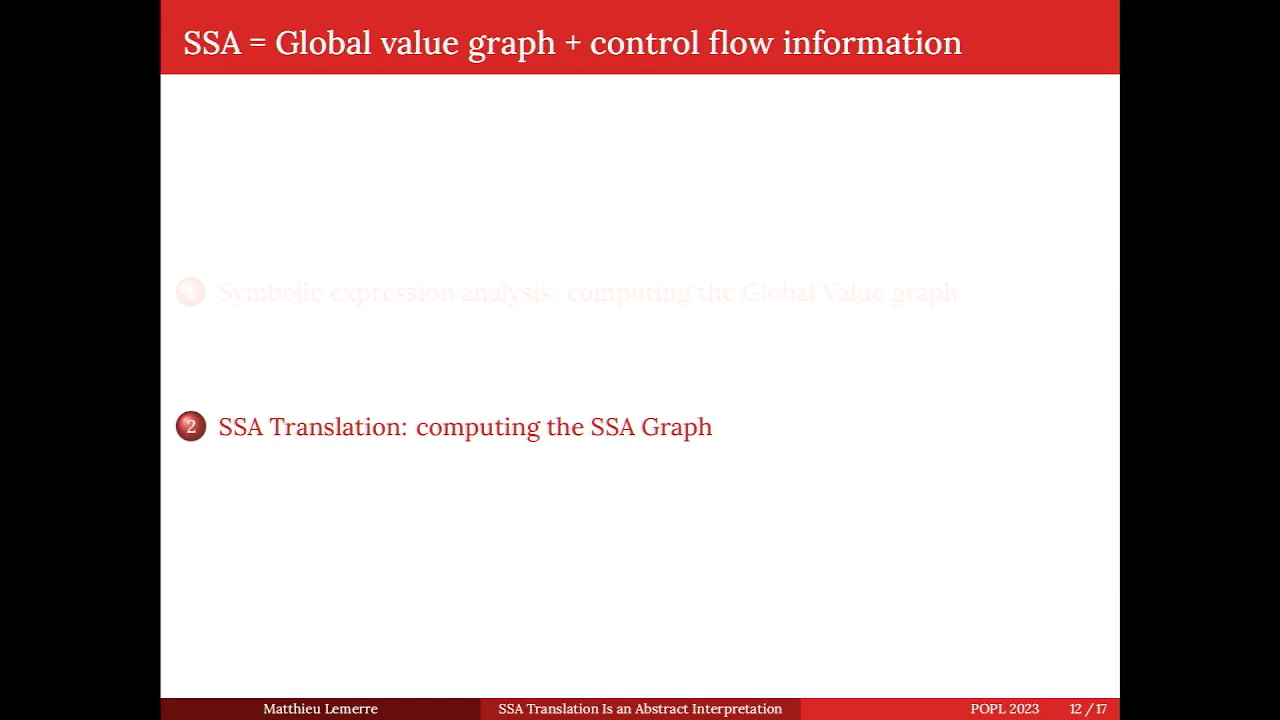 SSA = Global value graph + control flow information
1 Symbolic expression analysis: computing the Global Value graph
2 SSA Translation: computing the SSA Graph
Matthieu Lemerre SSA Translation Is an Abstract Interpretation POPL 2023 12 / 17